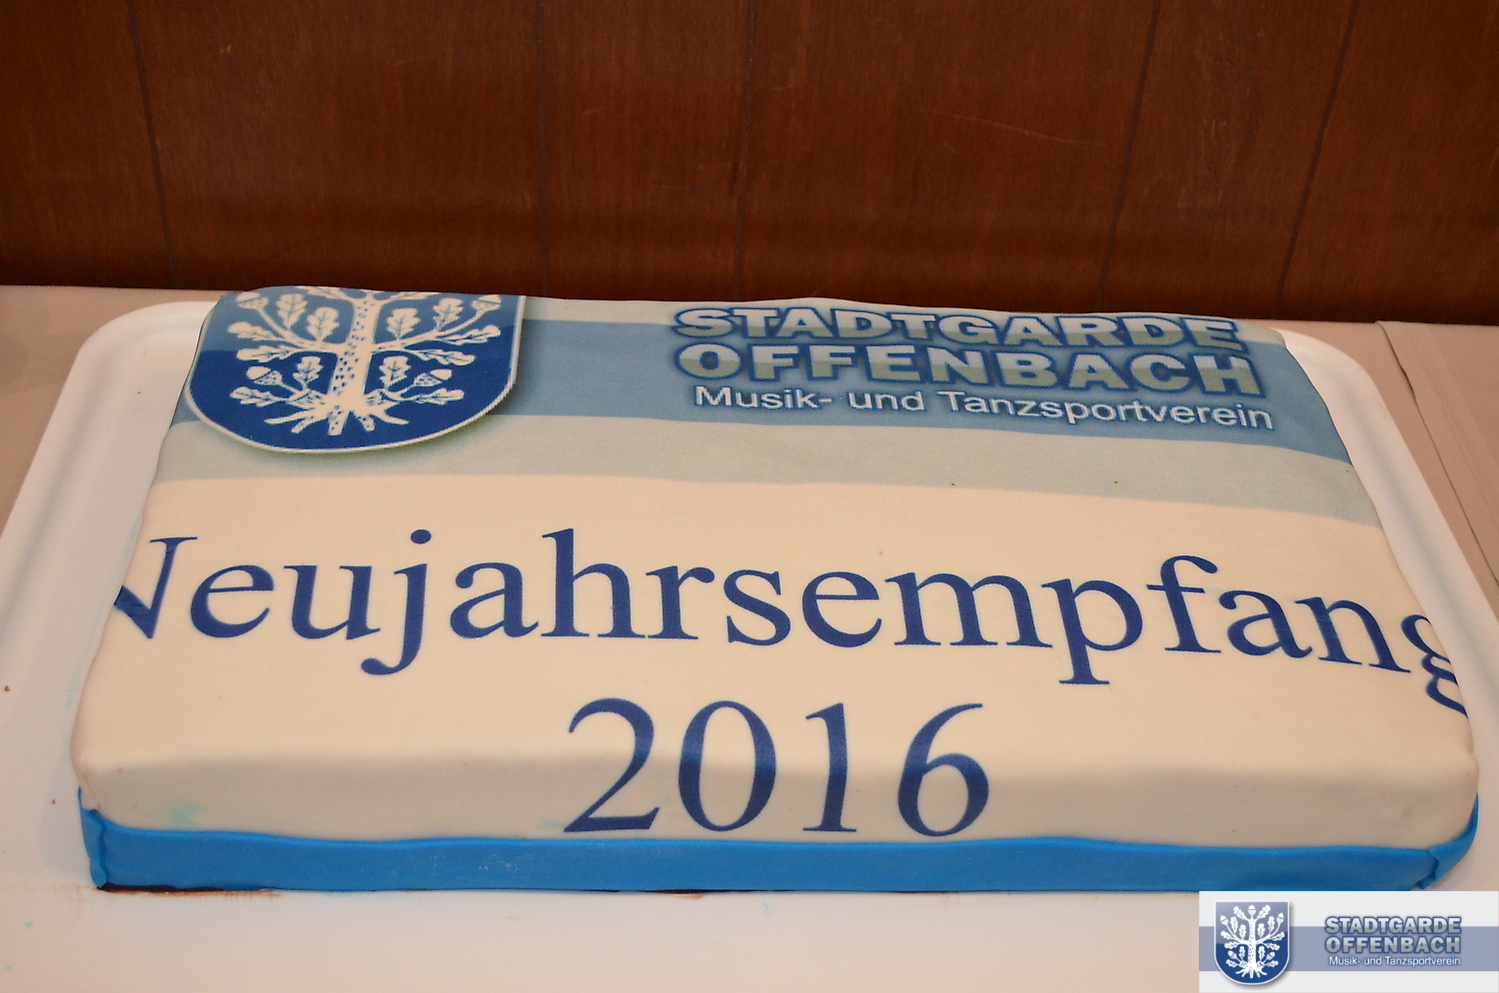 STADTGARDE
OFFENBACH
Musik- und Tanzsportverein
Neujahrsempfang
2016
STADTGARDE
OFFENBACH
Musik- und Tanzsportverein